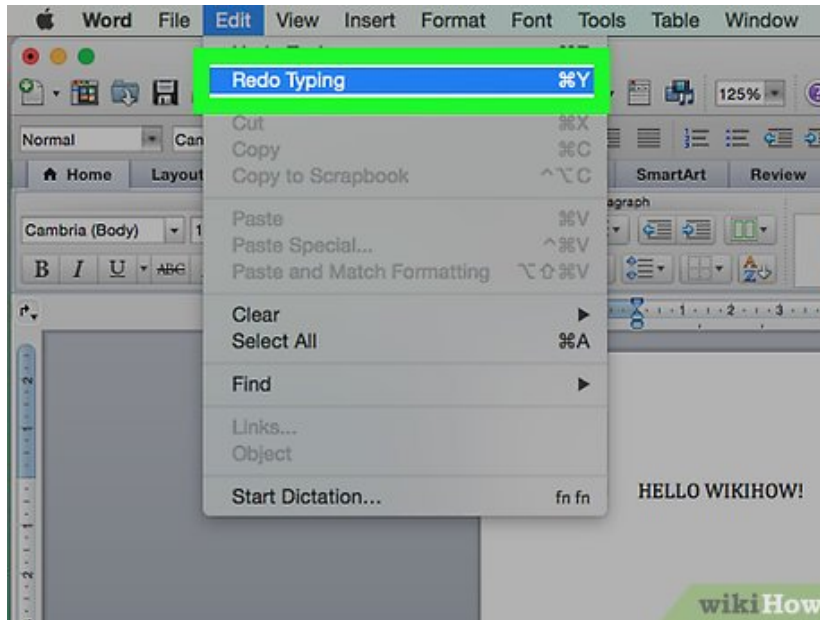 Word File Edit View Insert Format Font Tools Table Window
Redo Typing ⌘Y
125%
Cut ⌘X
Normal
Copy ⌘C
Home Layout SmartArt Review
Copy to Scrapbook ⌃⌥C
Paste ⌘V
Cambria (Body)
Paste Special... ⌃⌘V
B I U ABC
Paste and Match Formatting ⌥⇧⌘V
Clear
Select All ⌘A
Find
Links...
Object
Start Dictation... fn fn
HELLO WIKIHOW!
wikiHow